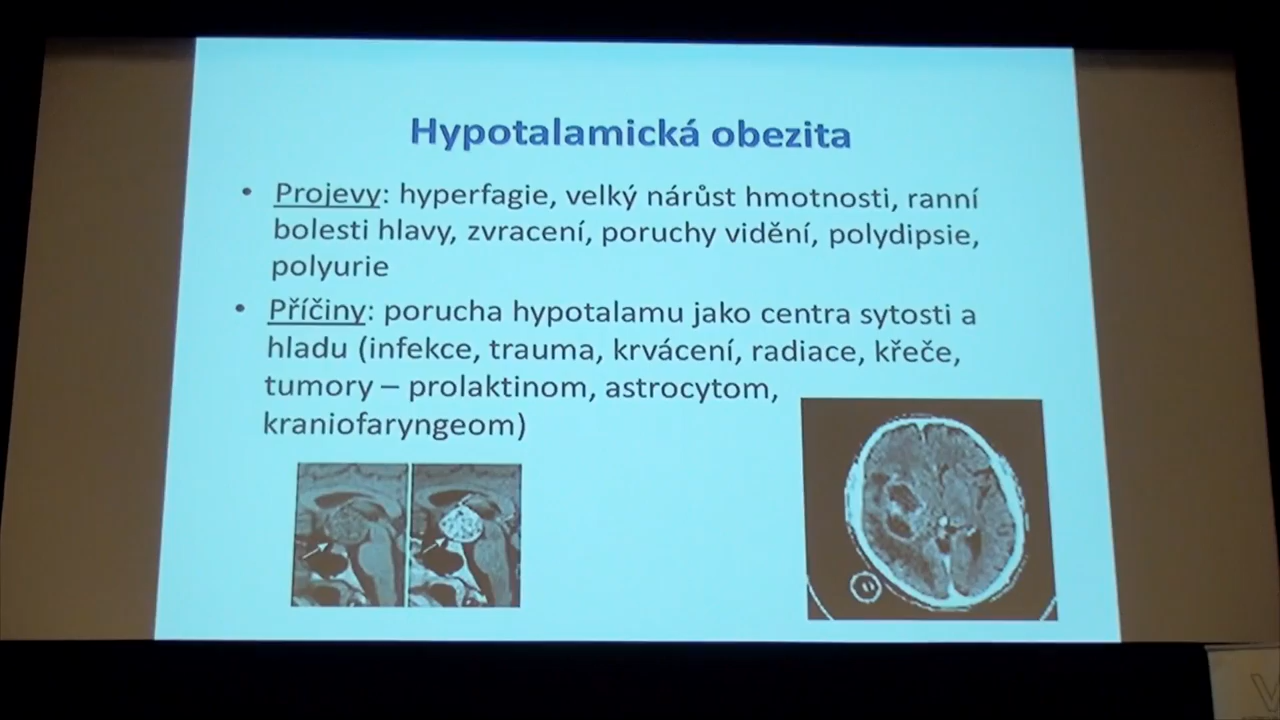 Hypotalamická obezita
• Projevy: hyperfagie, velký nárůst hmotnosti, ranní
bolesti hlavy, zvracení, poruchy vidění, polydipsie,
polyurie
• Příčiny: porucha hypotalamu jako centra sytosti a
hladu (infekce, trauma, krvácení, radiace, křeče,
tumory – prolaktinom, astrocytom,
kraniofaryngeom)